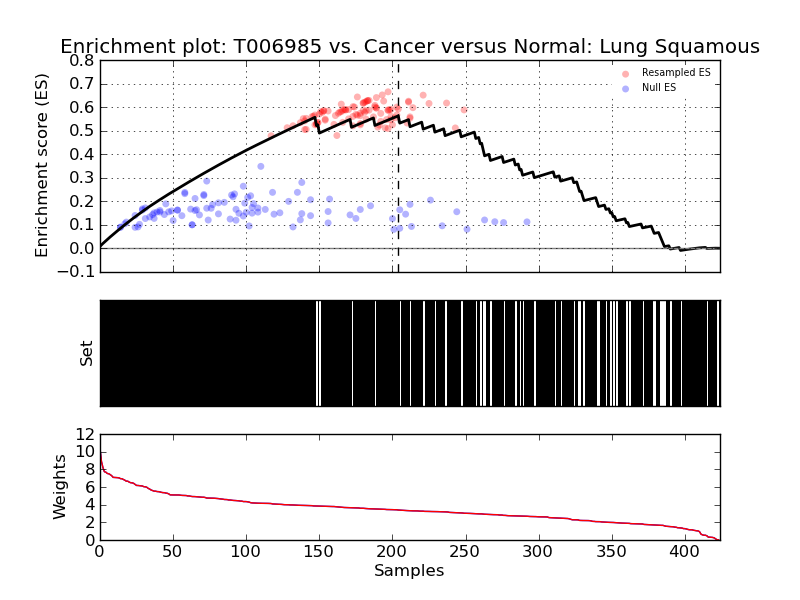 Enrichment plot: T006985 vs. Cancer versus Normal: Lung Squamous
0.8
0.7
0.6
0.5
0.4
0.3
0.2
0.1
0.0
−0.1
Enrichment score (ES)
Resampled ES
Null ES
Set
12
10
8
6
4
2
0
Weights
0 50 100 150 200 250 300 350 400
Samples